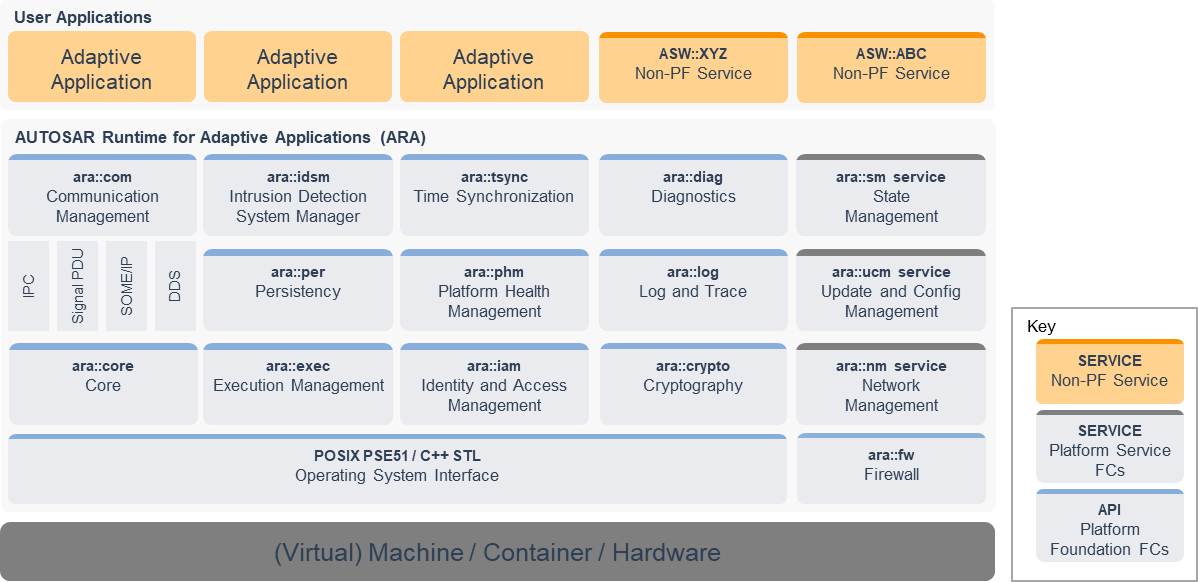 User Applications
Adaptive
Application
Adaptive
Application
Adaptive
Application
ASW::XYZ
Non-PF Service
ASW::ABC
Non-PF Service
AUTOSAR Runtime for Adaptive Applications (ARA)
ara::com
Communication
Management
ara::idsm
Intrusion Detection
System Manager
ara::tsync
Time Synchronization
ara::diag
Diagnostics
ara::sm service
State
Management
IPC
Signal PDU
SOME/IP
DDS
ara::per
Persistency
ara::phm
Platform Health
Management
ara::log
Log and Trace
ara::ucm service
Update and Config
Management
ara::core
Core
ara::exec
Execution Management
ara::iam
Identity and Access
Management
ara::crypto
Cryptography
ara::nm service
Network
Management
POSIX PSE51 / C++ STL
Operating System Interface
ara::fw
Firewall
(Virtual) Machine / Container / Hardware
Key
SERVICE
Non-PF Service
SERVICE
Platform Service
FCs
API
Platform
Foundation FCs